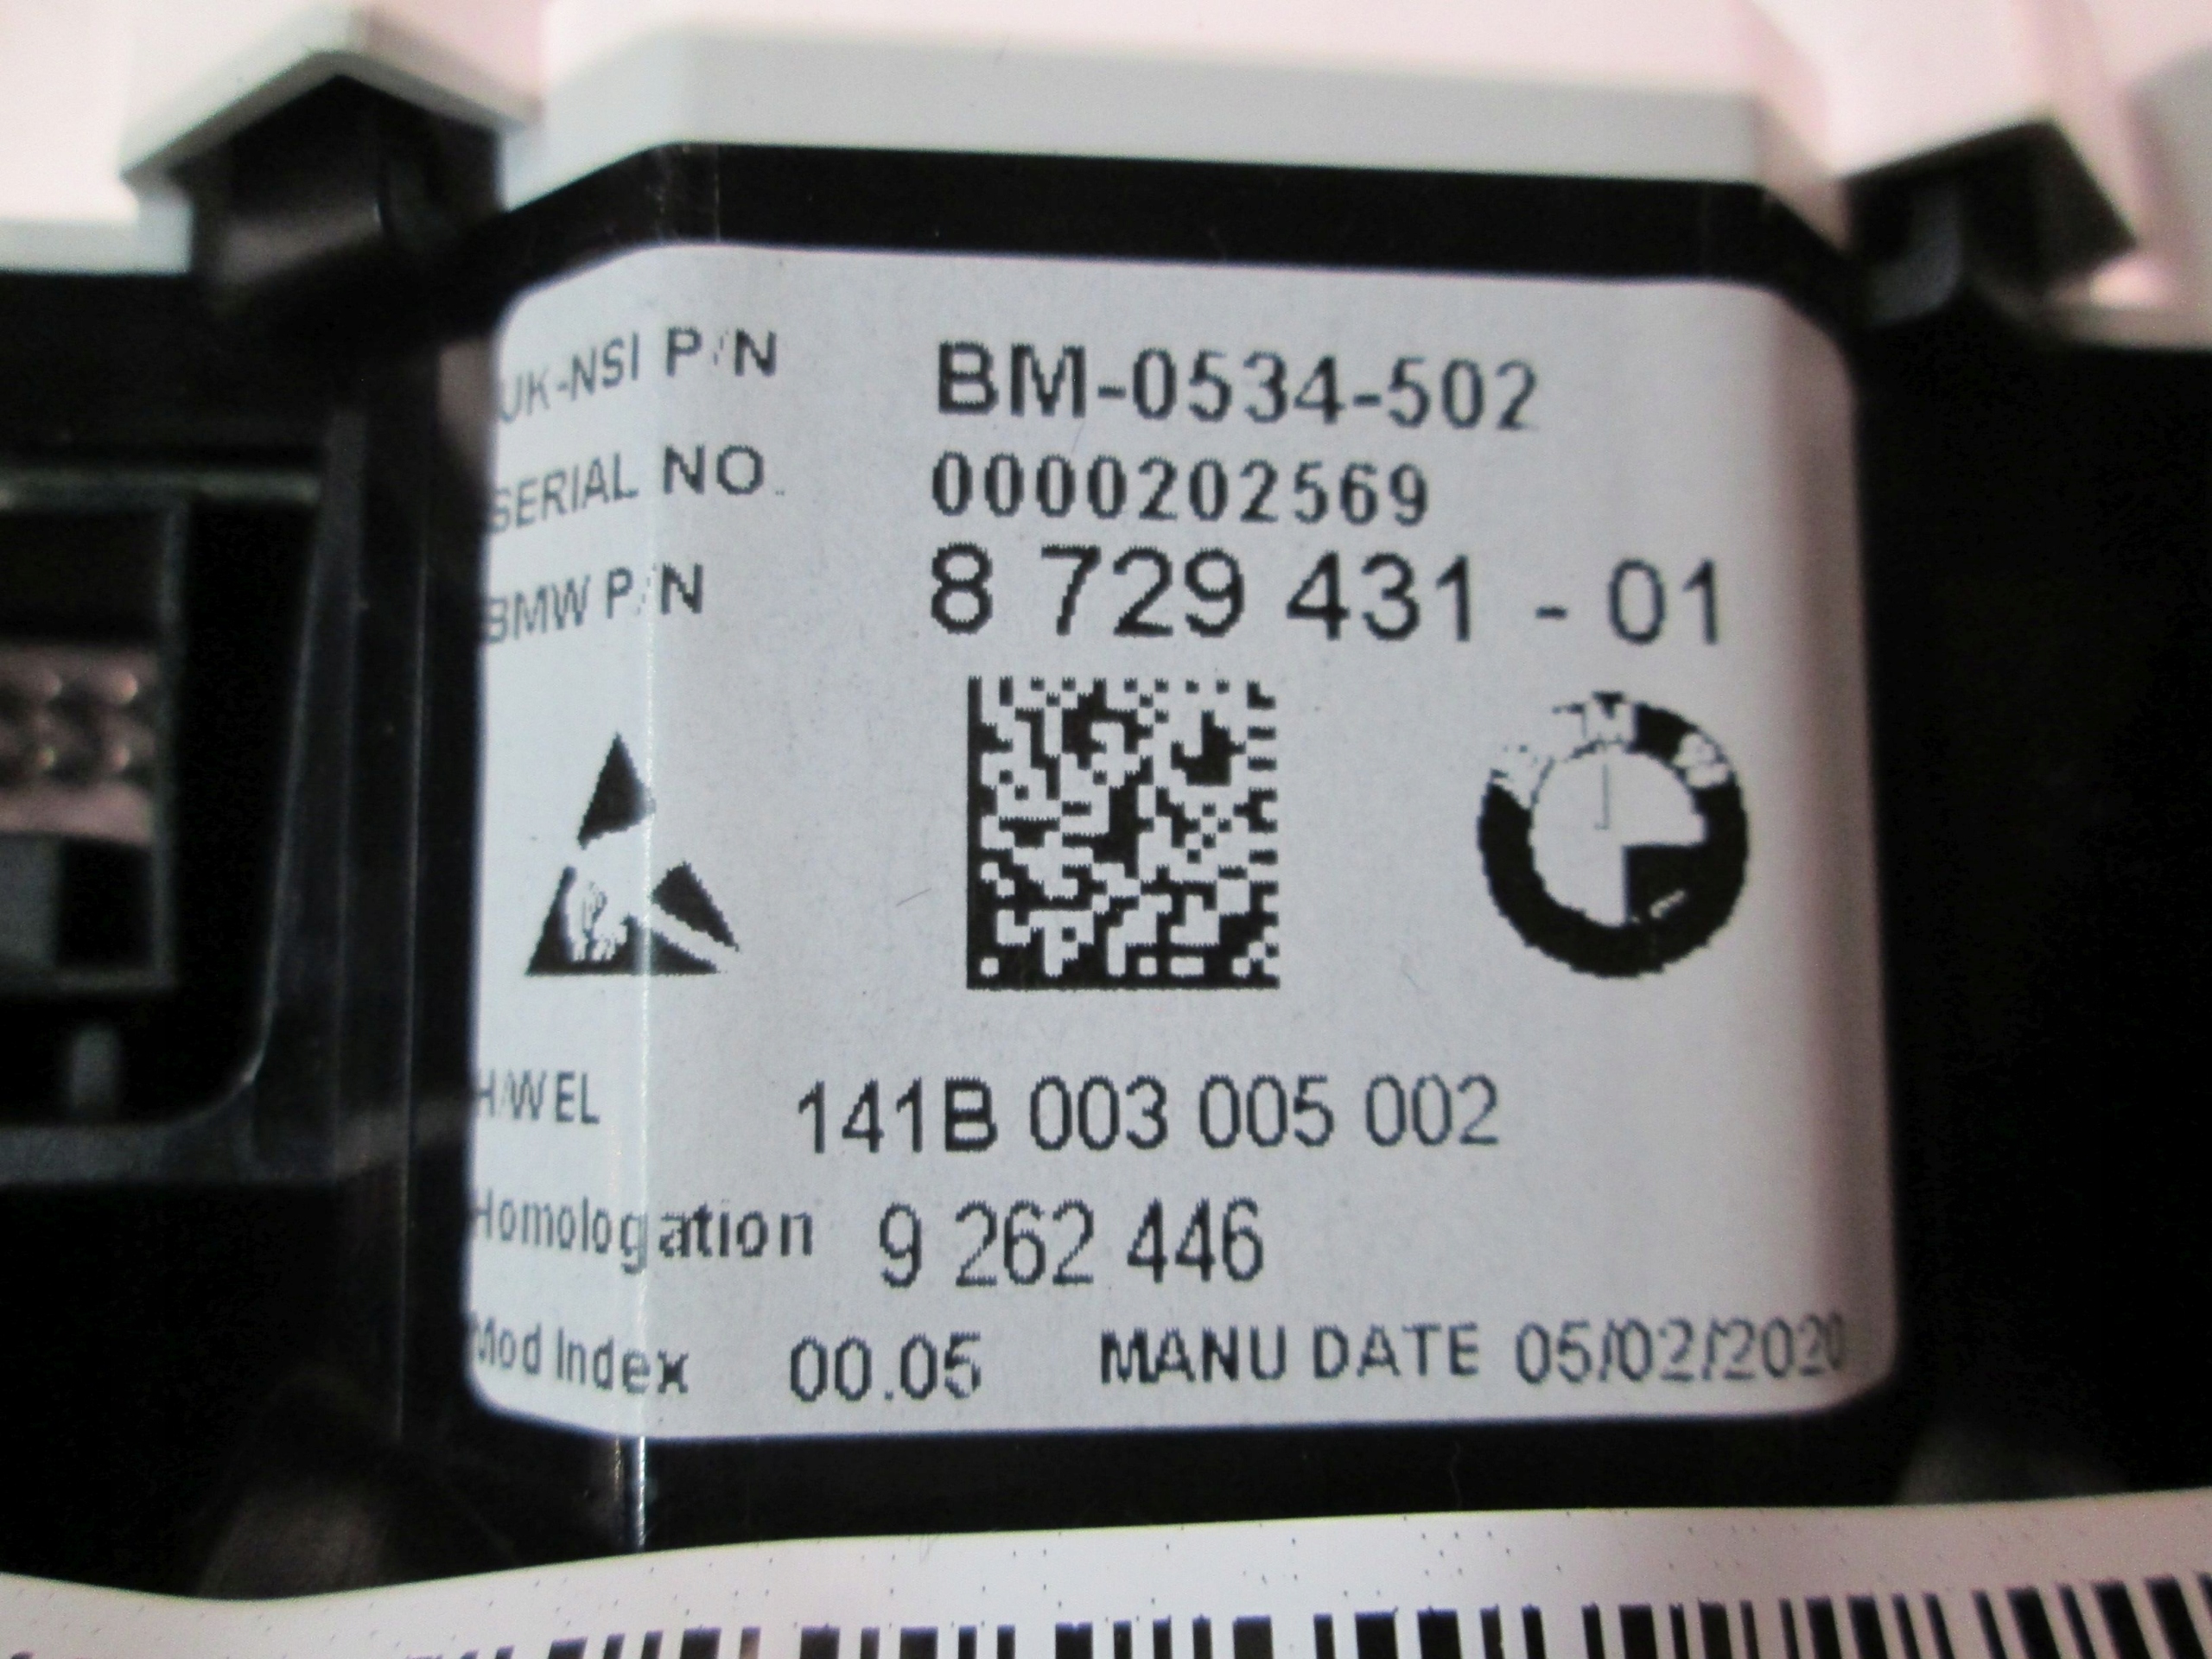 UK-NSI P/N BM-0534-502
SERIAL NO. 0000202569
BMW P/N 8 729 431 - 01
H/W EL 141B 003 005 002
Homologation 9 262 446
Mod Index 00.05 MANU DATE 05/02/2020